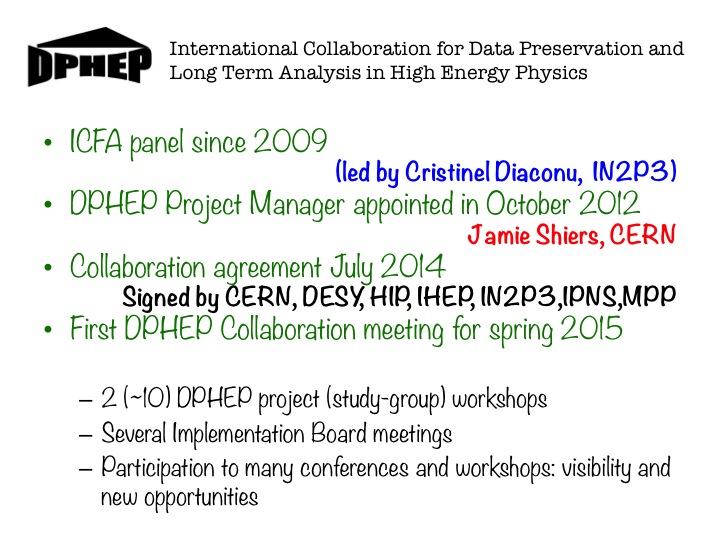 DPHEP
International Collaboration for Data Preservation and
Long Term Analysis in High Energy Physics
• ICFA panel since 2009
(led by Cristinel Diaconu, IN2P3)
• DPHEP Project Manager appointed in October 2012
Jamie Shiers, CERN
• Collaboration agreement July 2014
Signed by CERN, DESY, HIP, IHEP, IN2P3,IPNS,MPP
• First DPHEP Collaboration meeting for spring 2015
– 2 (~10) DPHEP project (study-group) workshops
– Several Implementation Board meetings
– Participation to many conferences and workshops: visibility and
new opportunities